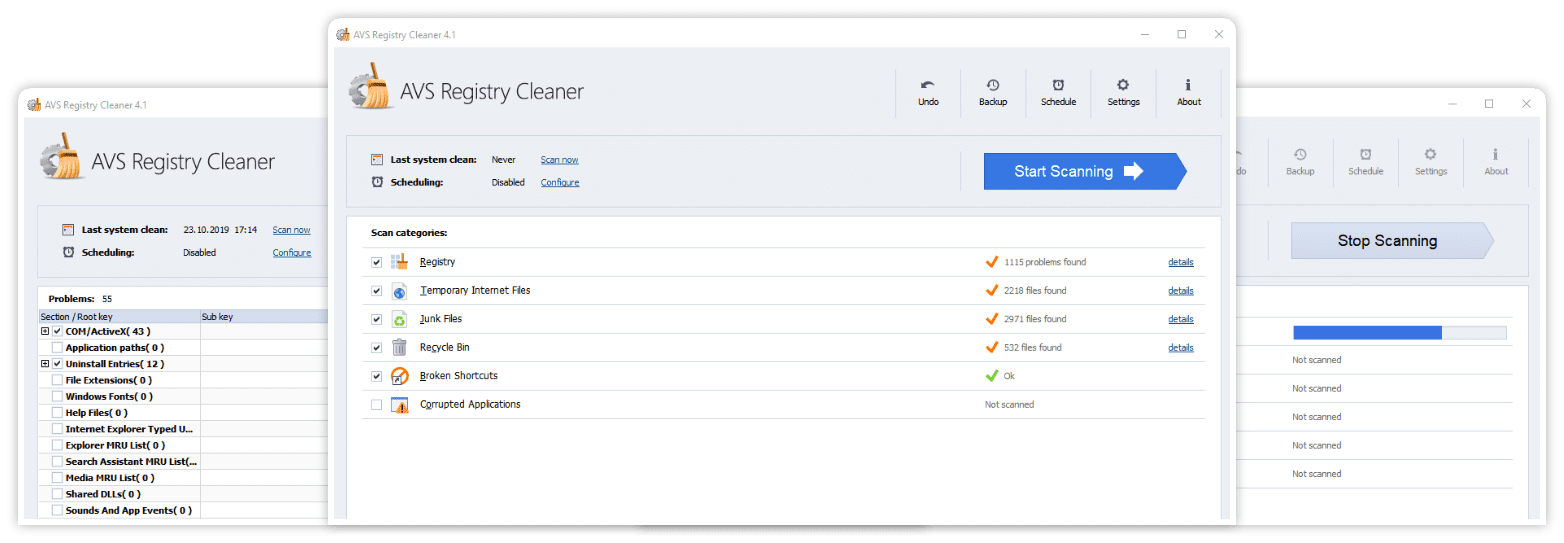 AVS Registry Cleaner 4.1
AVS Registry Cleaner
Undo Backup Schedule Settings About
Last system clean: Never Scan now
Scheduling: Disabled Configure
Start Scanning
Scan categories:
Registry 1115 problems found details
Temporary Internet Files 2218 files found details
Junk Files 2971 files found details
Recycle Bin 532 files found details
Broken Shortcuts Ok
Corrupted Applications Not scanned
AVS Registry Cleaner 4.1
AVS Registry Cleaner
Last system clean: 23.10.2019 17:14 Scan now
Scheduling: Disabled Configure
Problems: 55
Section / Root key Sub key
COM/ActiveX( 43 )
Application paths( 0 )
Uninstall Entries( 12 )
File Extensions( 0 )
Windows Fonts( 0 )
Help Files( 0 )
Internet Explorer Typed U...
Explorer MRU List( 0 )
Search Assistant MRU List(...
Media MRU List( 0 )
Shared DLLs( 0 )
Sounds And App Events( 0 )
do Backup Schedule Settings About
Stop Scanning
Not scanned
Not scanned
Not scanned
Not scanned
Not scanned